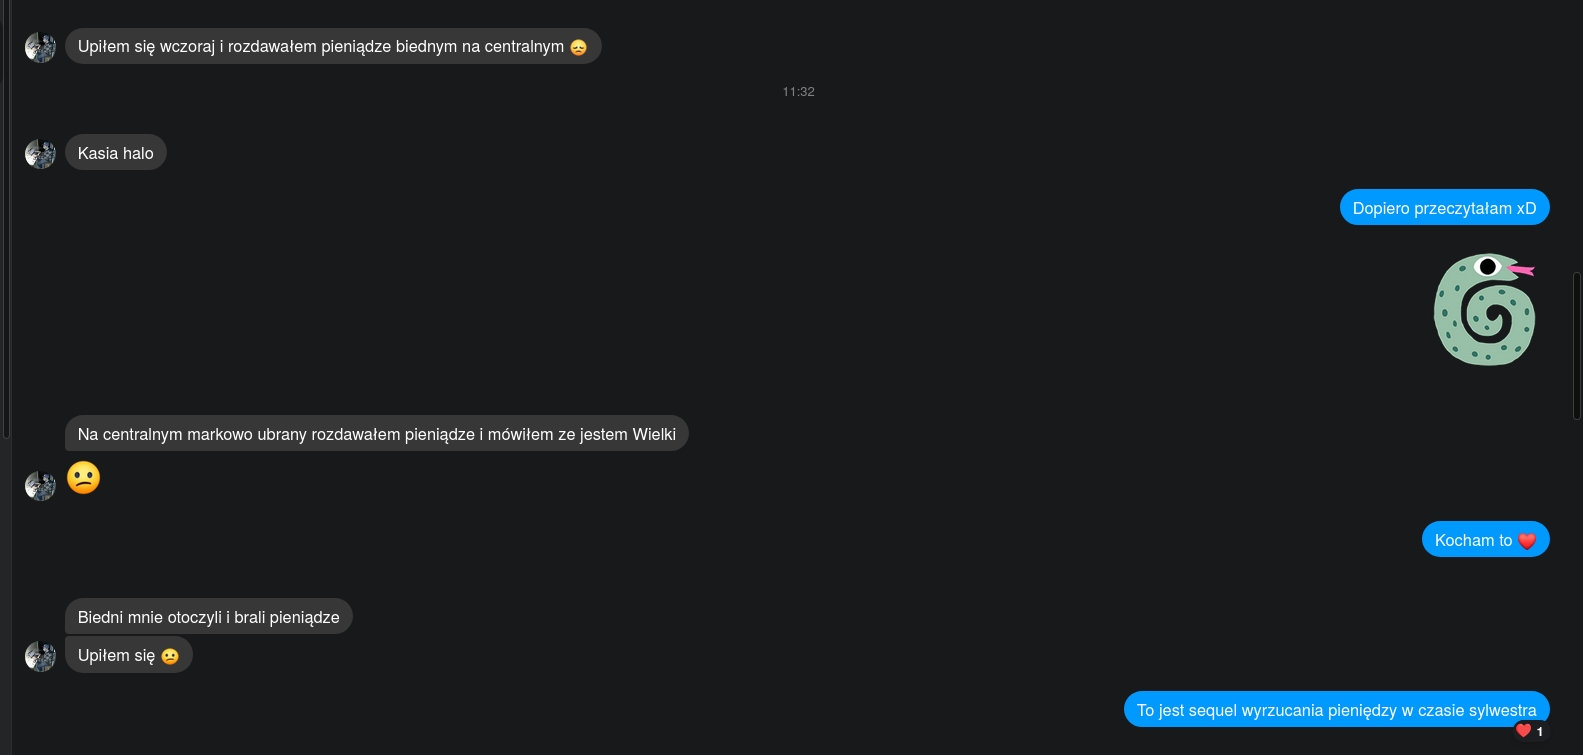 Upiłem się wczoraj i rozdawałem pieniądze biednym na centralnym 😞
11:32
Kasia halo
Dopiero przeczytałam xD
Na centralnym markowo ubrany rozdawałem pieniądze i mówiłem ze jestem Wielki
😕
Kocham to ❤️
Biedni mnie otoczyli i brali pieniądze
Upiłem się 😕
To jest sequel wyrzucania pieniędzy w czasie sylwestra
❤️ 1